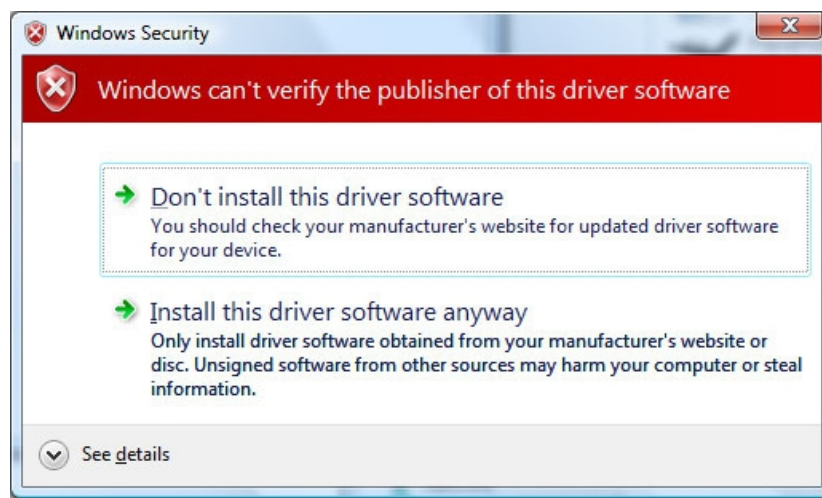 Windows Security
Windows can't verify the publisher of this driver software
Don't install this driver software
You should check your manufacturer's website for updated driver software
for your device.
Install this driver software anyway
Only install driver software obtained from your manufacturer's website or
disc. Unsigned software from other sources may harm your computer or steal
information.
See details